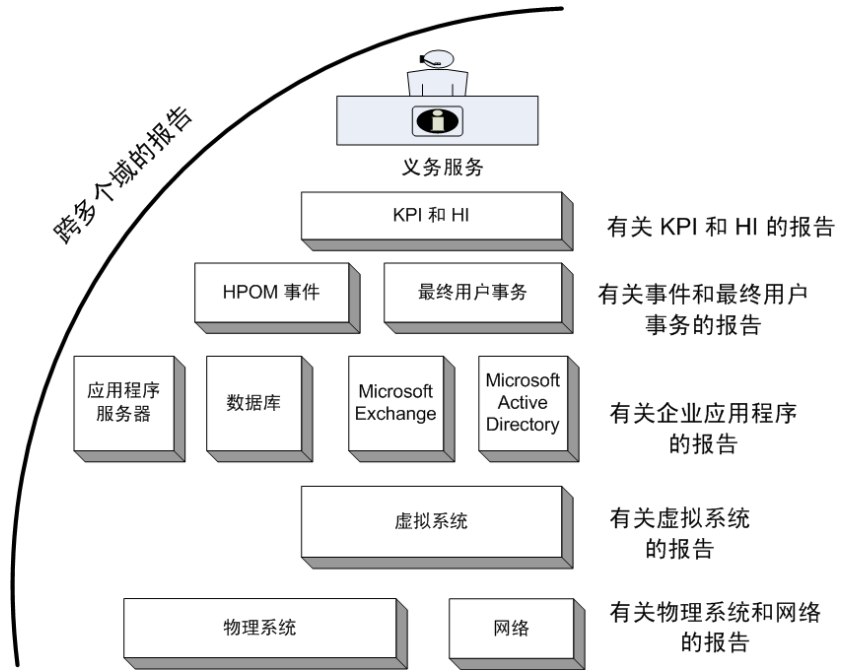 跨多个域的报告
义务服务
KPI 和 HI
有关 KPI 和 HI 的报告
HPOM 事件
最终用户事务
有关事件和最终用户
事务的报告
应用程序
服务器
数据库
Microsoft
Exchange
Microsoft
Active
Directory
有关企业应用程序
的报告
虚拟系统
有关虚拟系统
的报告
物理系统
网络
有关物理系统和网络
的报告